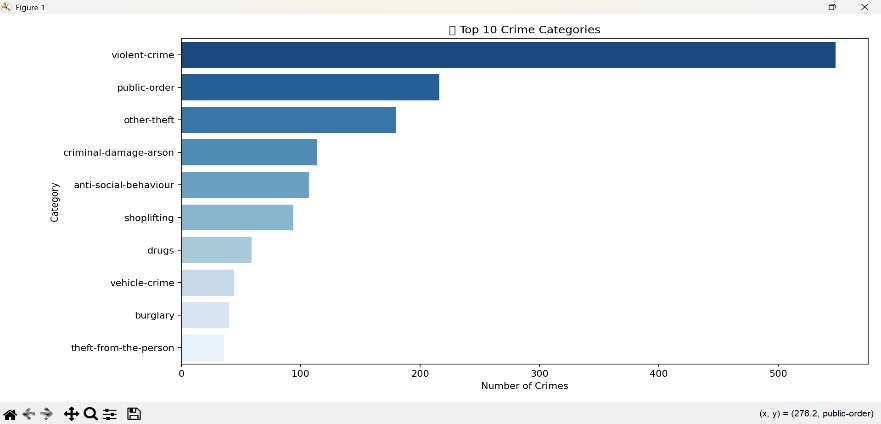 Figure 1
Top 10 Crime Categories
violent-crime
public-order
other-theft
criminal-damage-arson
anti-social-behaviour
shoplifting
drugs
vehicle-crime
burglary
theft-from-the-person
Category
0 100 200 300 400 500
Number of Crimes
(x, y) = (276.2, public-order)